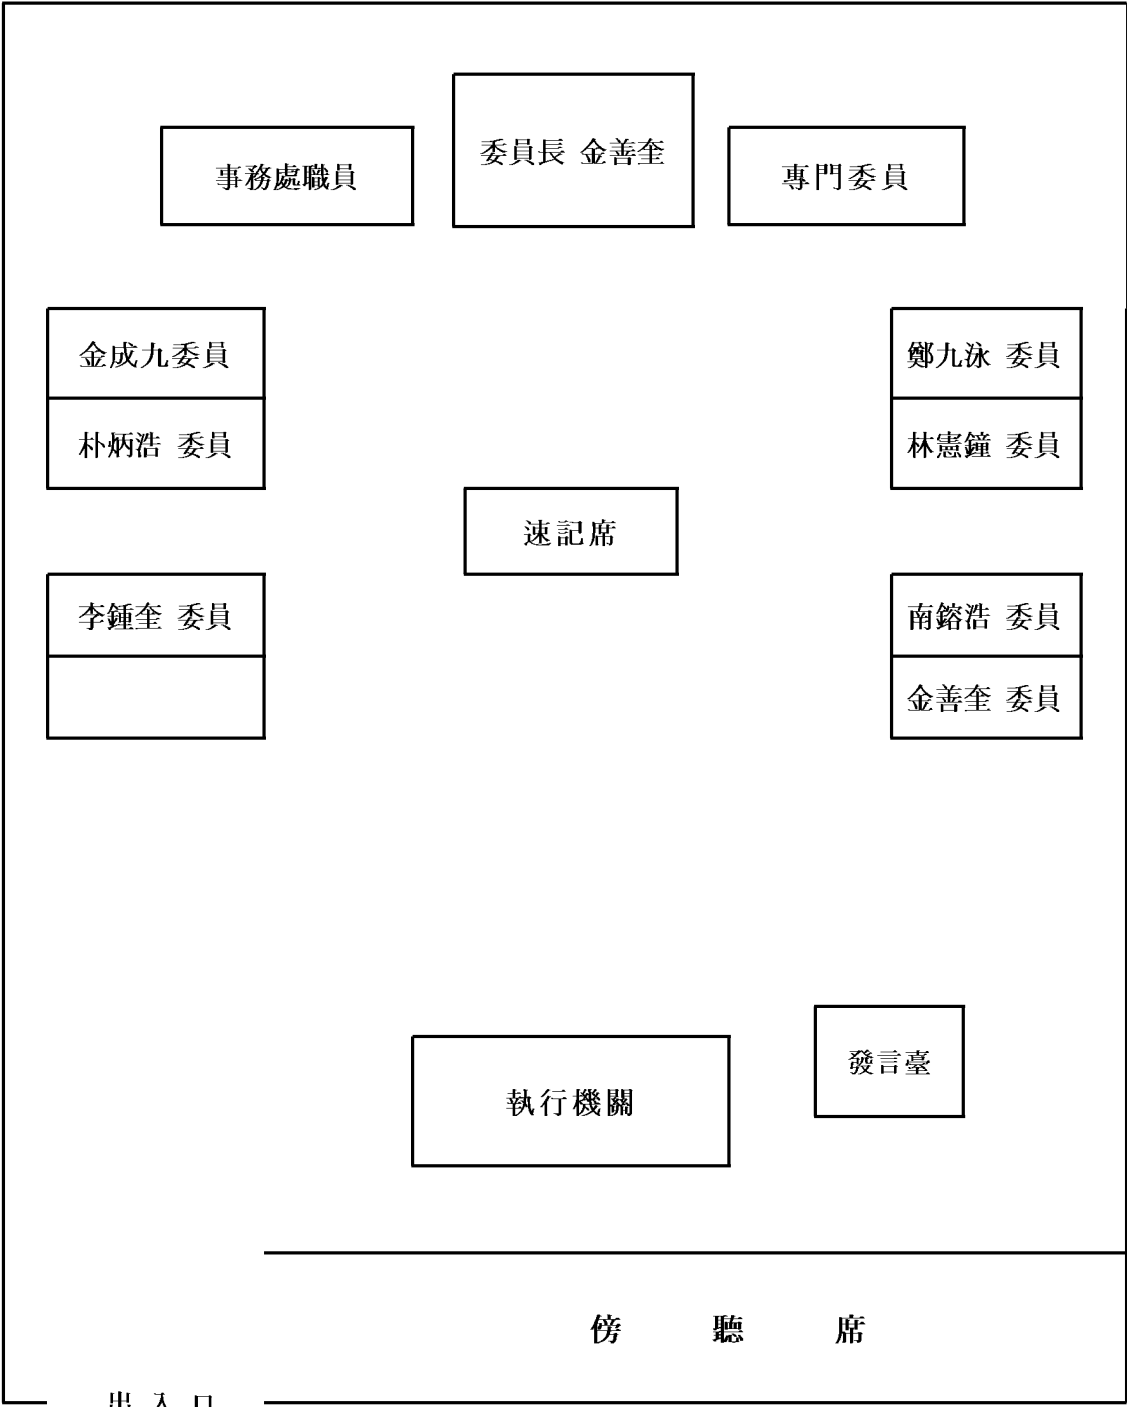 委員長 金善奎
事務處職員
專門委員
金成九委員
鄭九泳 委員
朴炳浩 委員
林憲鐘 委員
速記席
李鍾奎 委員
南鎔浩 委員
金善奎 委員
發言臺
執行機關
傍 聽 席
出 入 口